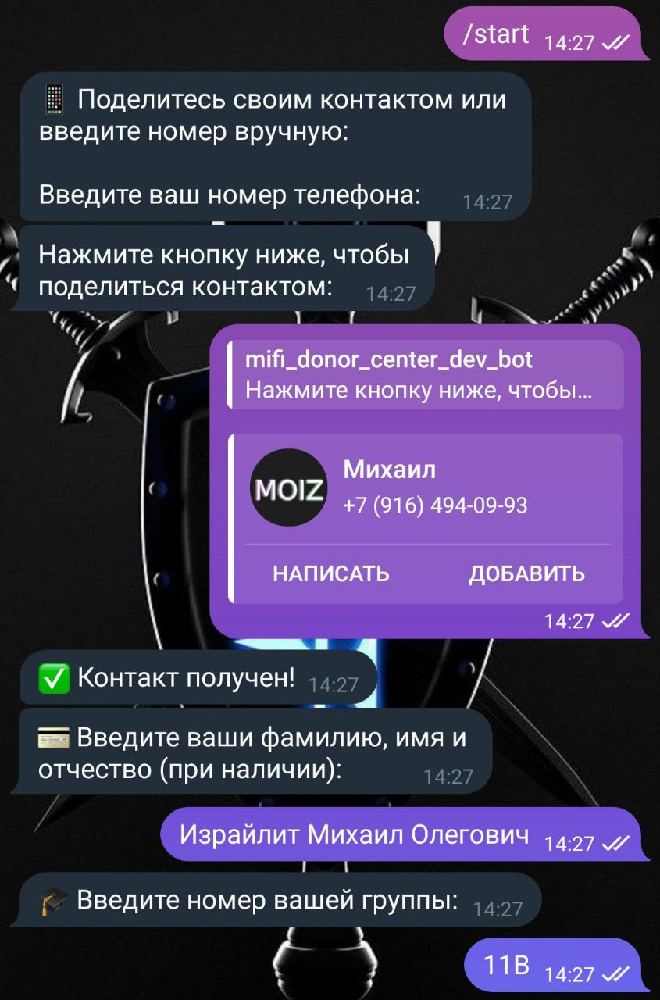 /start 14:27
📱 Поделитесь своим контактом или
введите номер вручную:
Введите ваш номер телефона: 14:27
Нажмите кнопку ниже, чтобы
поделиться контактом: 14:27
mifi_donor_center_dev_bot
Нажмите кнопку ниже, чтобы...
MOIZ
Михаил
+7 (916) 494-09-93
НАПИСАТЬ ДОБАВИТЬ
14:27
✅ Контакт получен! 14:27
💳 Введите ваши фамилию, имя и
отчество (при наличии): 14:27
Израйлит Михаил Олегович 14:27
🎓 Введите номер вашей группы: 14:27
11В 14:27